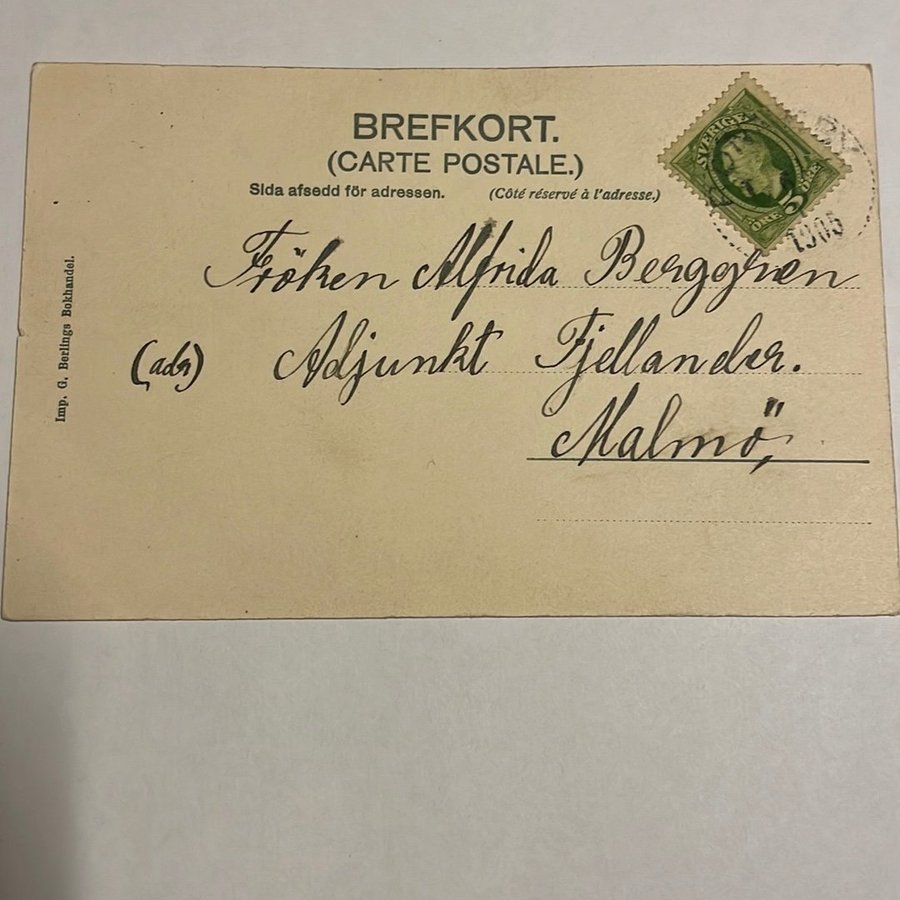 BREFKORT.
(CARTE POSTALE.)
Sida afsedd för adressen. (Côté réservé à l'adresse.)
SVERIGE
5 ÖRE ÖRE
1905
Fröken Alfrida Berggren
(adr) Adjunkt Fjellander.
Malmö,
Imp. G. Berlings Bokhandel.